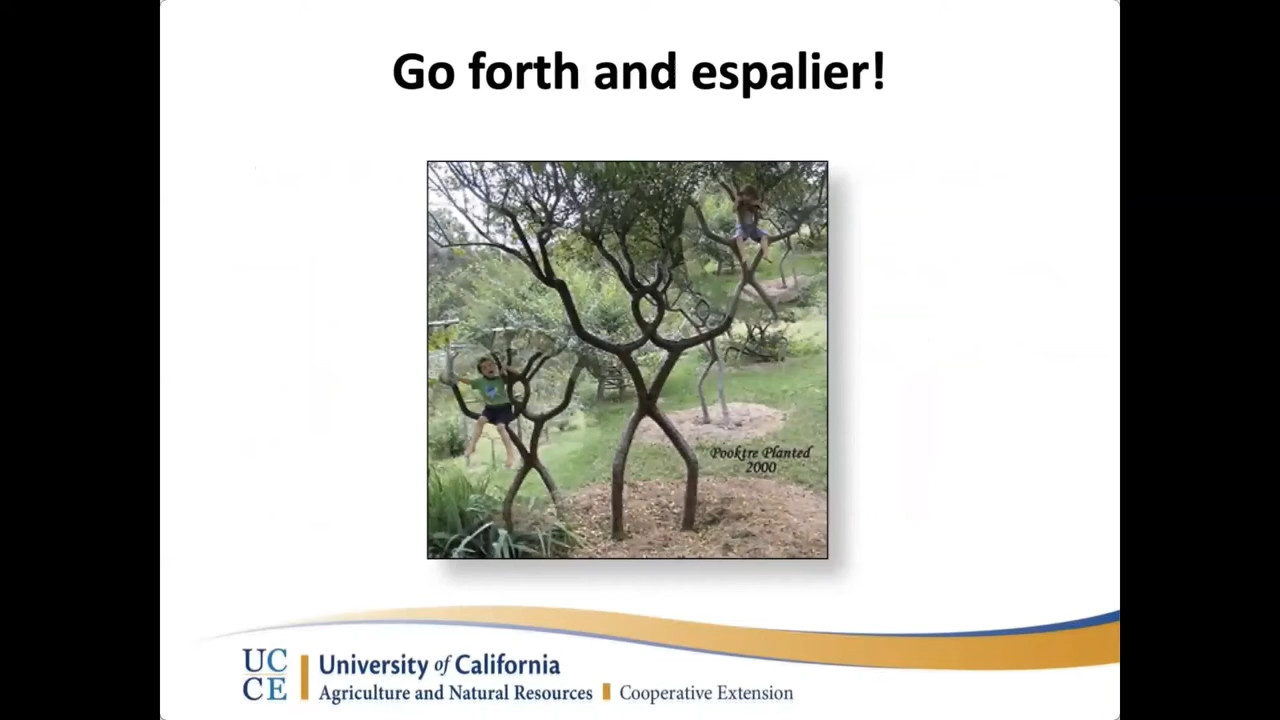 Go forth and espalier!
Pooktre Planted
2000
UC
CE
University of California
Agriculture and Natural Resources Cooperative Extension